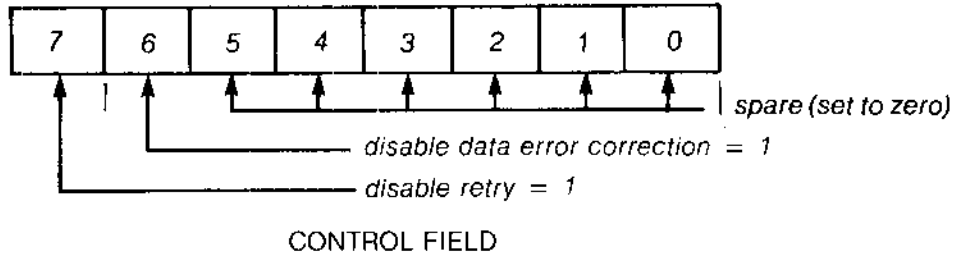 7 6 5 4 3 2 1 0
spare (set to zero)
disable data error correction = 1
disable retry = 1
CONTROL FIELD